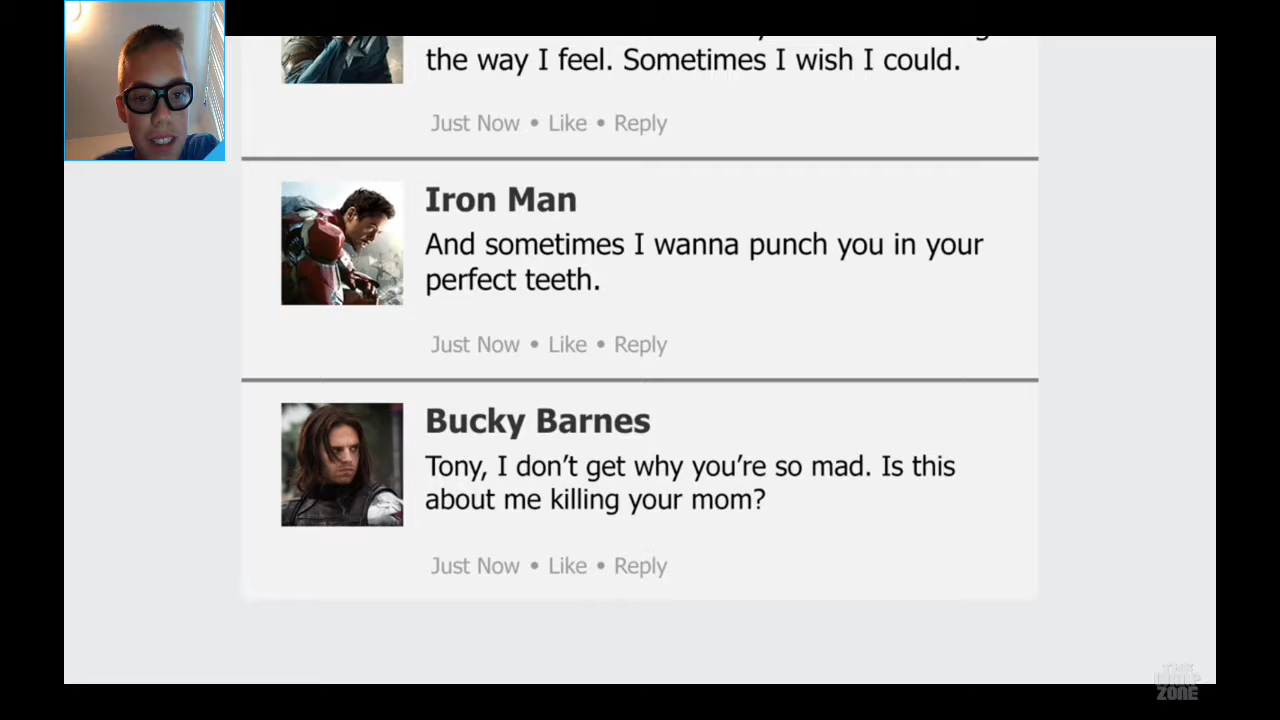 the way I feel. Sometimes I wish I could.
Just Now • Like • Reply
Iron Man
And sometimes I wanna punch you in your
perfect teeth.
Just Now • Like • Reply
Bucky Barnes
Tony, I don't get why you're so mad. Is this
about me killing your mom?
Just Now • Like • Reply
ZONE